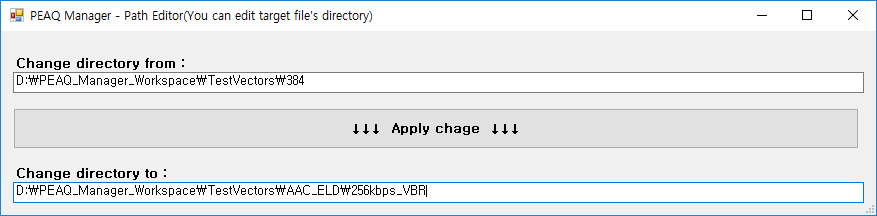 PEAQ Manager - Path Editor(You can edit target file's directory)
Change directory from :
D:₩PEAQ_Manager_Workspace₩TestVectors₩384
↓↓↓ Apply chage ↓↓↓
Change directory to :
D:₩PEAQ_Manager_Workspace₩TestVectors₩AAC_ELD₩256kbps_VBR